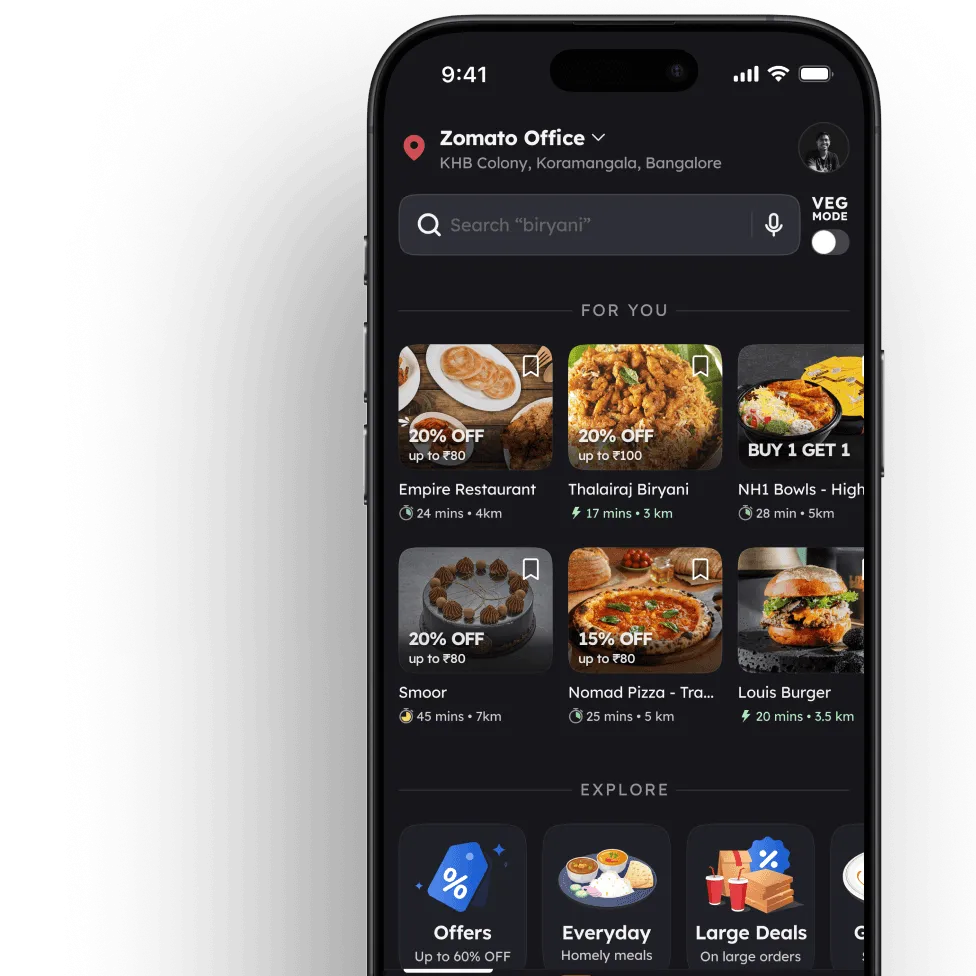 9:41
Zomato Office
KHB Colony, Koramangala, Bangalore
Search “biryani”
VEG
MODE
FOR YOU
20% OFF
up to ₹80
20% OFF
up to ₹100
BUY 1 GET 1
Empire Restaurant
Thalairaj Biryani
NH1 Bowls - High
24 mins • 4km
17 mins • 3 km
28 min • 5km
20% OFF
up to ₹80
15% OFF
up to ₹80
Smoor
Nomad Pizza - Tra...
Louis Burger
45 mins • 7km
25 mins • 5 km
20 mins • 3.5 km
EXPLORE
%
%
Offers
Everyday
Large Deals
Up to 60% OFF
Homely meals
On large orders